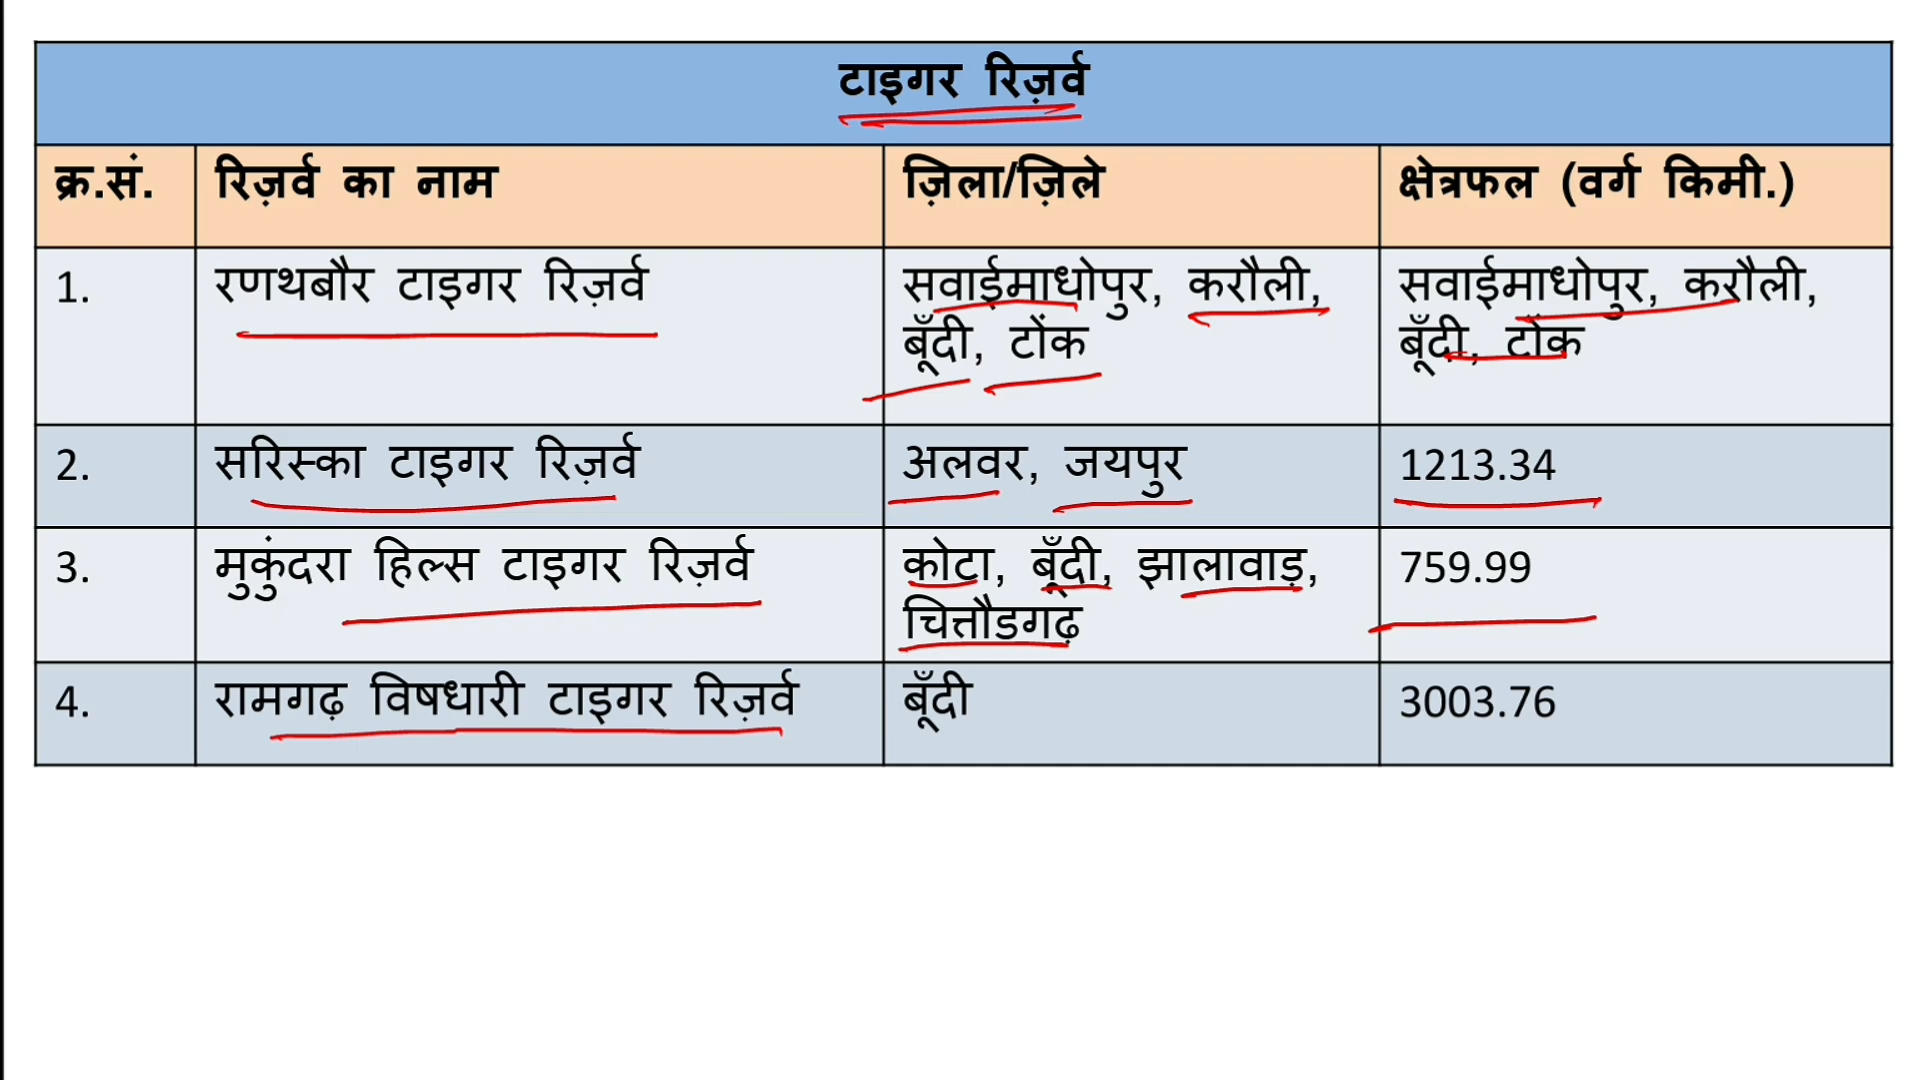 टाइगर रिज़र्व
क्र.सं. रिज़र्व का नाम ज़िला/ज़िले क्षेत्रफल (वर्ग किमी.)
1. रणथबौर टाइगर रिज़र्व सवाईमाधोपुर, करौली, सवाईमाधोपुर, करौली,
बूँदी, टोंक बूँदी, टोंक
2. सरिस्का टाइगर रिज़र्व अलवर, जयपुर 1213.34
3. मुकुंदरा हिल्स टाइगर रिज़र्व कोटा, बूँदी, झालावाड़, 759.99
चित्तौडगढ़
4. रामगढ़ विषधारी टाइगर रिज़र्व बूँदी 3003.76